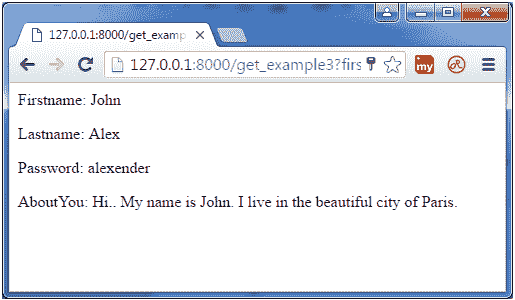 127.0.0.1:8000/get_examp
127.0.0.1:8000/get_example3?firs
my
Firstname: John
Lastname: Alex
Password: alexender
AboutYou: Hi.. My name is John. I live in the beautiful city of Paris.